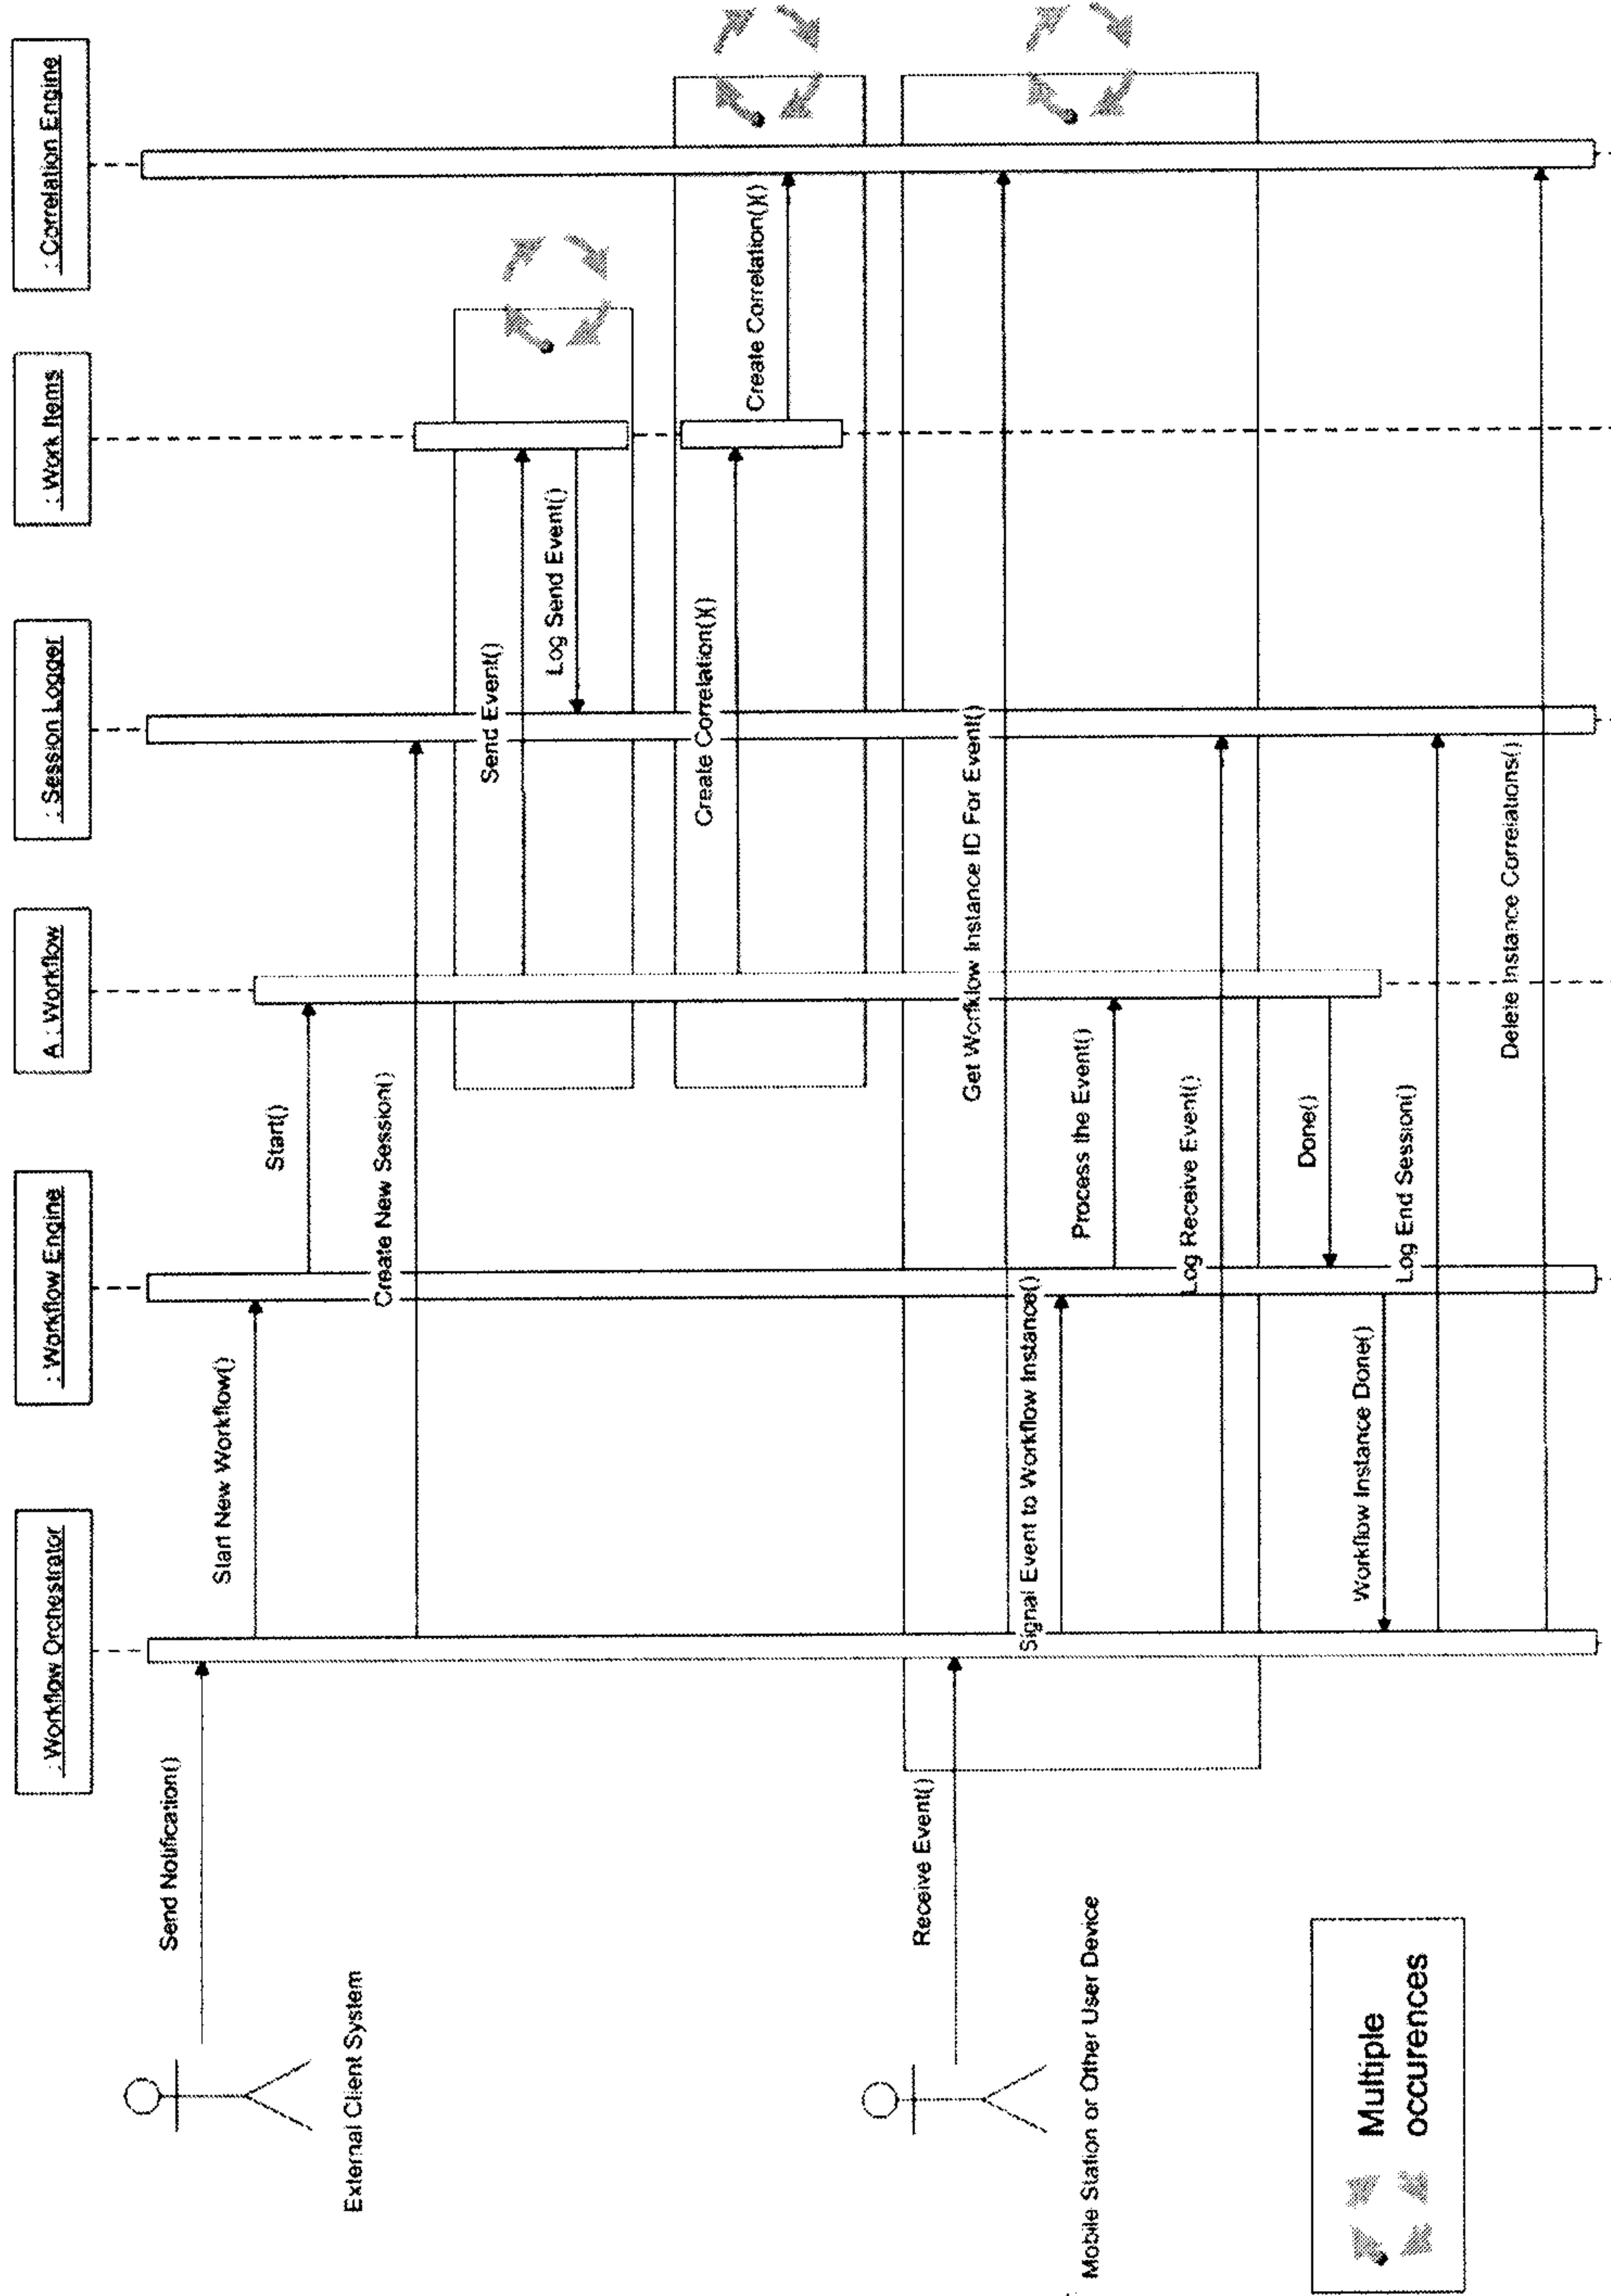 : Workflow Orchestrator
: Workflow Engine
A : Workflow
: Session Logger
: Work Items
: Correlation Engine
Send Notification()
Start New Workflow()
Start()
External Client System
Create New Session()
Send Event()
Log Send Event()
Create Correlation()()
Create Correlation()()
Receive Event()
Get Workflow Instance ID For Event()
Signal Event to Workflow Instance()
Process the Event()
Mobile Station or Other User Device
Log Receive Event()
Done()
Workflow Instance Done()
Log End Session()
Delete Instance Correlations()
Multiple
occurences